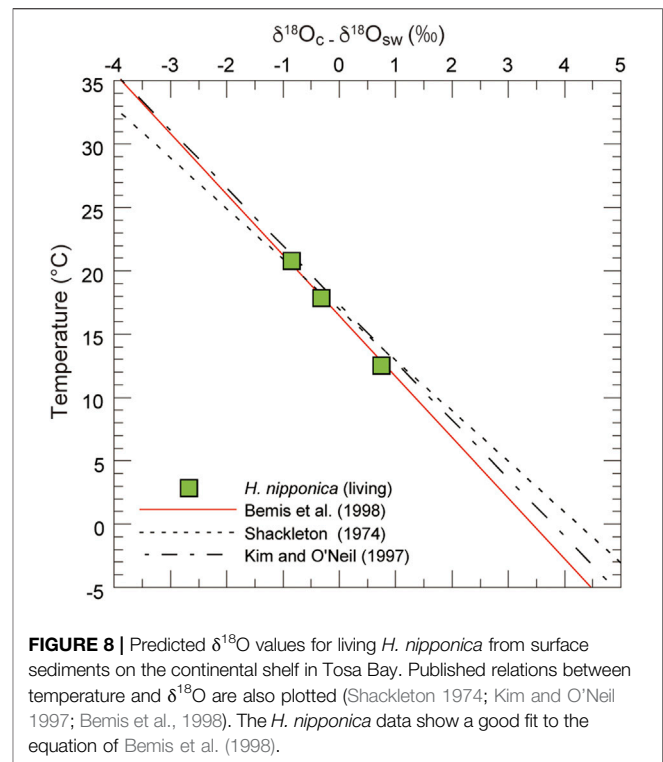 δ¹⁸Oc - δ¹⁸Osw (‰)
-4 -3 -2 -1 0 1 2 3 4 5
35
30
25
20
15
10
5
0
-5
Temperature (°C)
H. nipponica (living)
Bemis et al. (1998)
Shackleton (1974)
Kim and O'Neil (1997)
FIGURE 8 | Predicted δ¹⁸O values for living H. nipponica from surface
sediments on the continental shelf in Tosa Bay. Published relations between
temperature and δ¹⁸O are also plotted (Shackleton 1974; Kim and O'Neil
1997; Bemis et al., 1998). The H. nipponica data show a good fit to the
equation of Bemis et al. (1998).